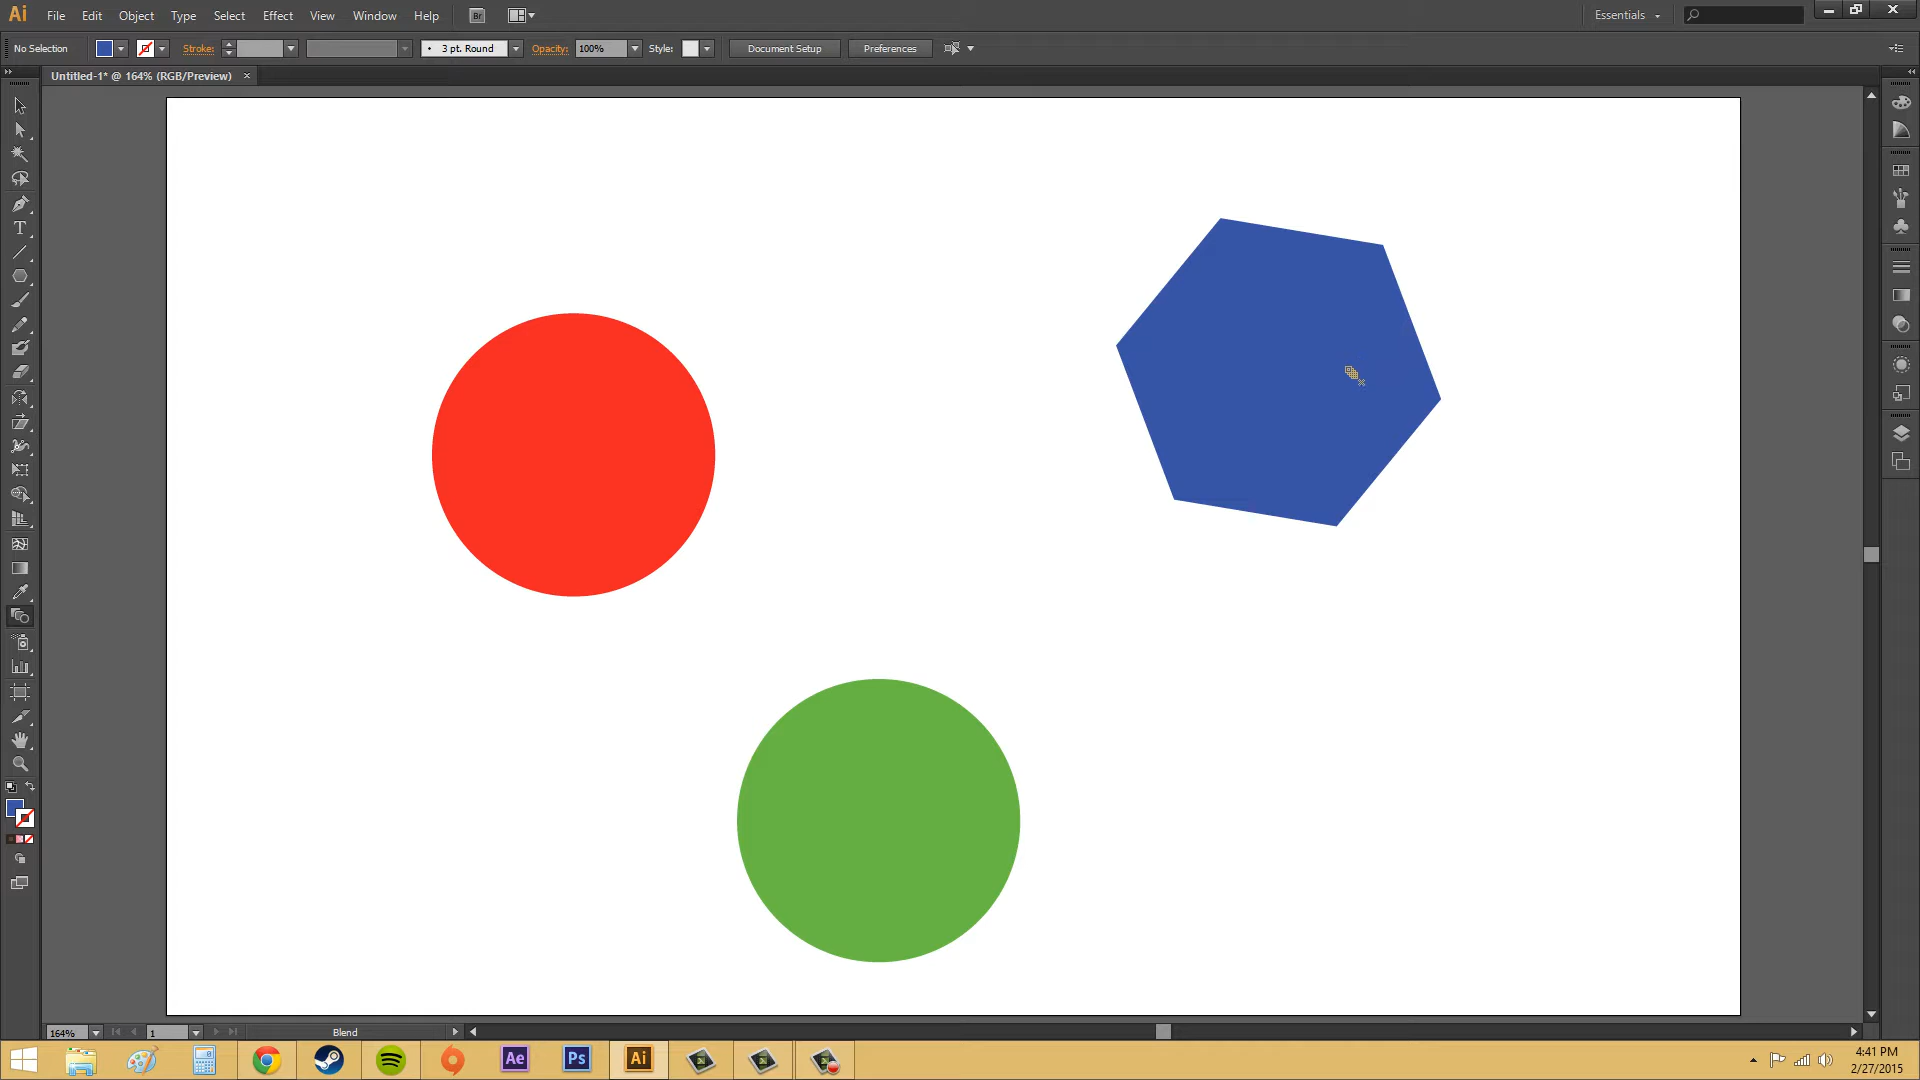 Ai File Edit Object Type Select Effect View Window Help Br Essentials
No Selection Stroke: 3 pt. Round Opacity: 100% Style: Document Setup Preferences
Untitled-1* @ 164% (RGB/Preview) ×
T
164% 1 Blend
Ae Ps Ai
4:41 PM
2/27/2015